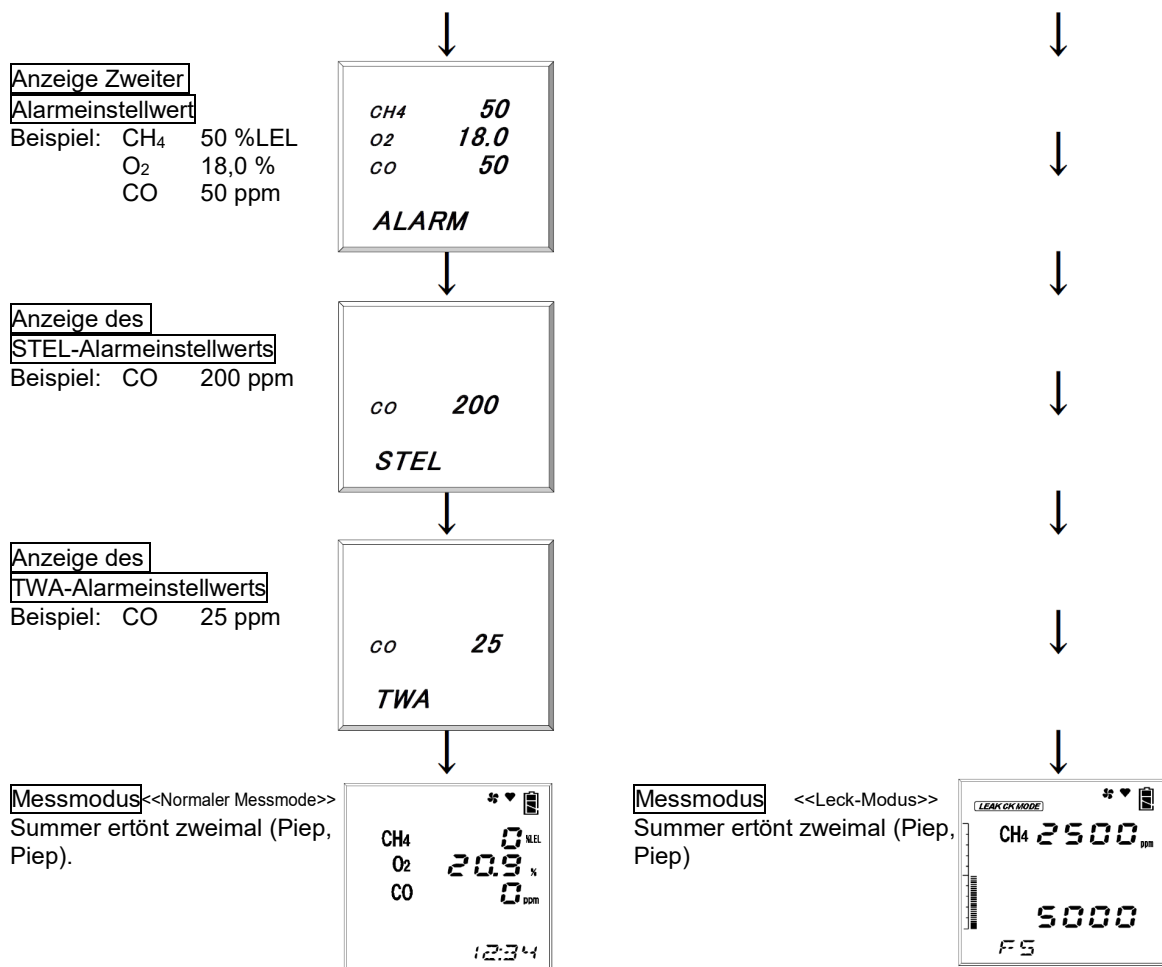 Anzeige Zweiter
Alarmeinstellwert
Beispiel: CH4 50 %LEL
O2 18,0 %
CO 50 ppm
CH4 50
O2 18.0
CO 50
ALARM
Anzeige des
STEL-Alarmeinstellwerts
Beispiel: CO 200 ppm
CO 200
STEL
Anzeige des
TWA-Alarmeinstellwerts
Beispiel: CO 25 ppm
CO 25
TWA
Messmodus <<Normaler Messmode>>
Summer ertönt zweimal (Piep,
Piep).
CH4 0 %LEL
O2 20.9 %
CO 0 ppm
12:34
Messmodus <<Leck-Modus>>
Summer ertönt zweimal (Piep,
Piep)
LEAK CK MODE
CH4 2500 ppm
5000
FS